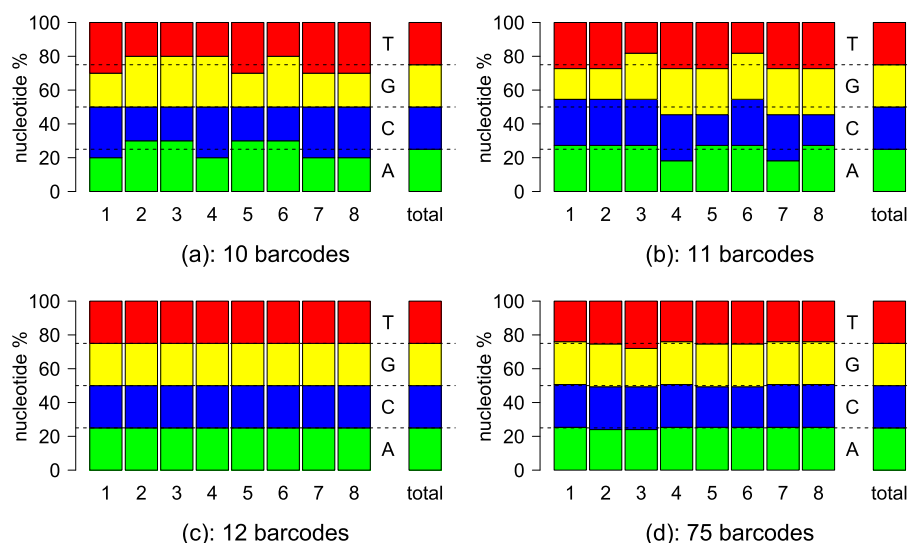 100
80
60
40
20
0
nucleotide %
T
G
C
A
1 2 3 4 5 6 7 8 total
(a): 10 barcodes
100
80
60
40
20
0
nucleotide %
T
G
C
A
1 2 3 4 5 6 7 8 total
(b): 11 barcodes
100
80
60
40
20
0
nucleotide %
T
G
C
A
1 2 3 4 5 6 7 8 total
(c): 12 barcodes
100
80
60
40
20
0
nucleotide %
T
G
C
A
1 2 3 4 5 6 7 8 total
(d): 75 barcodes